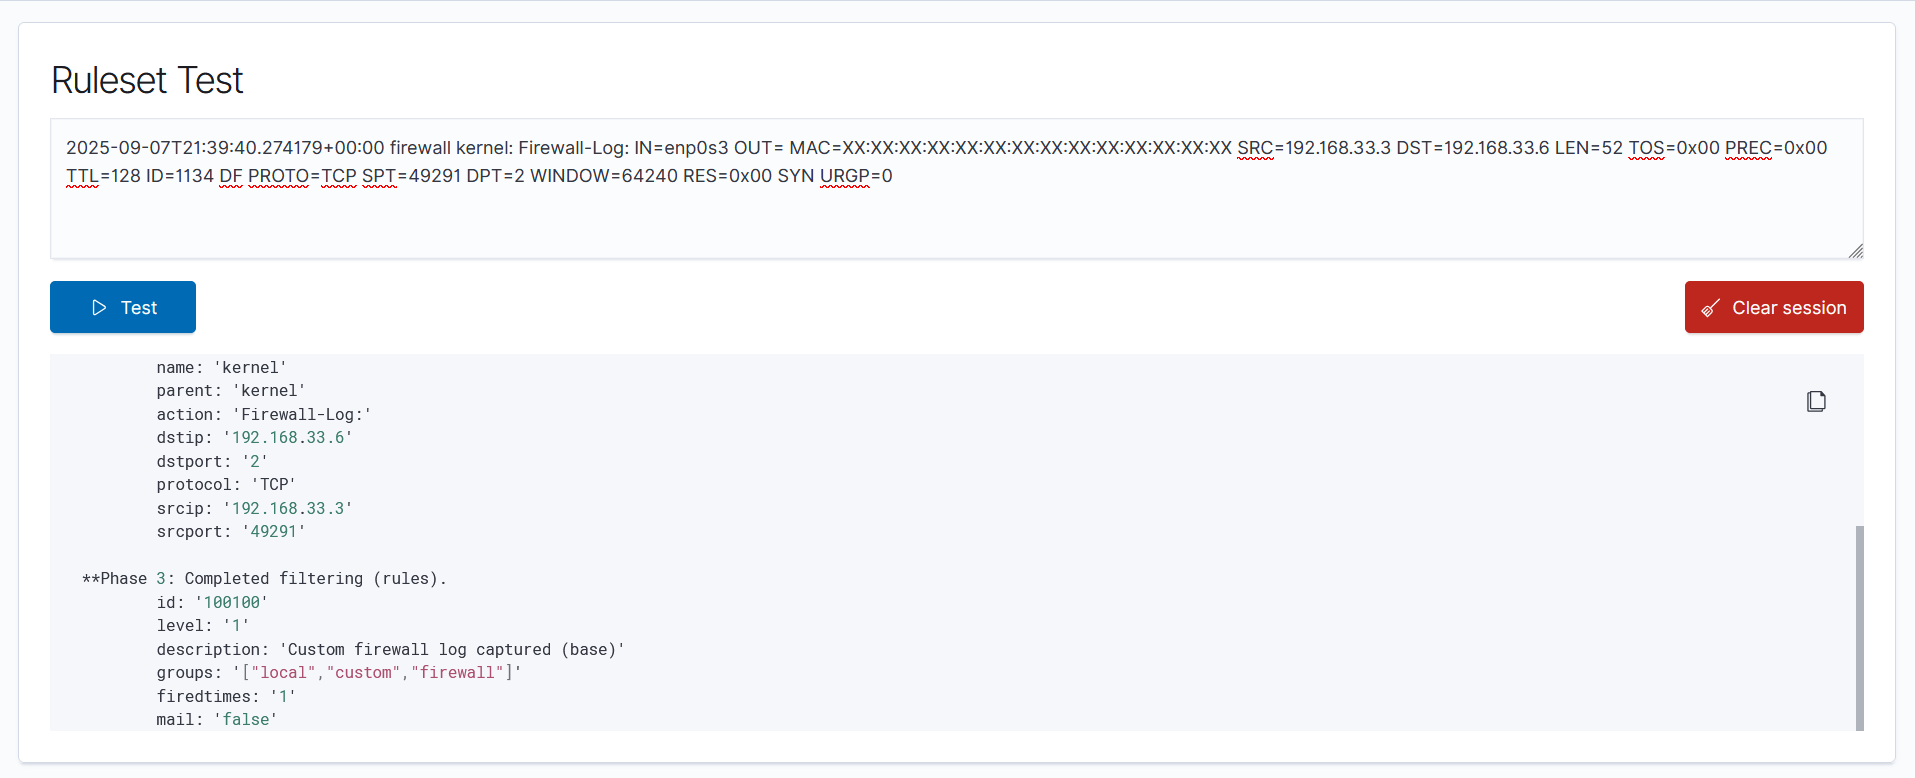 Ruleset Test
2025-09-07T21:39:40.274179+00:00 firewall kernel: Firewall-Log: IN=enp0s3 OUT= MAC=XX:XX:XX:XX:XX:XX:XX:XX:XX:XX:XX:XX:XX:XX SRC=192.168.33.3 DST=192.168.33.6 LEN=52 TOS=0x00 PREC=0x00
TTL=128 ID=1134 DF PROTO=TCP SPT=49291 DPT=2 WINDOW=64240 RES=0x00 SYN URGP=0
Test
Clear session
name: 'kernel'
parent: 'kernel'
action: 'Firewall-Log:'
dstip: '192.168.33.6'
dstport: '2'
protocol: 'TCP'
srcip: '192.168.33.3'
srcport: '49291'
**Phase 3: Completed filtering (rules).
id: '100100'
level: '1'
description: 'Custom firewall log captured (base)'
groups: '["local","custom","firewall"]'
firedtimes: '1'
mail: 'false'